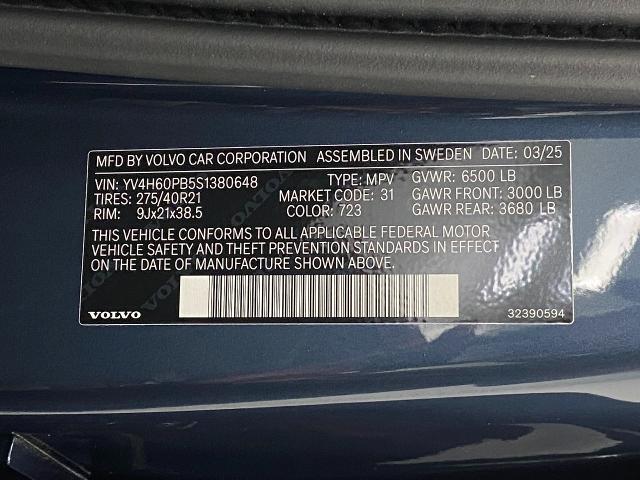 MFD BY VOLVO CAR CORPORATION ASSEMBLED IN SWEDEN DATE: 03/25
VIN: YV4H60PB5S1380648 TYPE: MPV GVWR: 6500 LB
TIRES: 275/40R21 MARKET CODE: 31 GAWR FRONT: 3000 LB
RIM: 9Jx21x38.5 COLOR: 723 GAWR REAR: 3680 LB
THIS VEHICLE CONFORMS TO ALL APPLICABLE FEDERAL MOTOR
VEHICLE SAFETY AND THEFT PREVENTION STANDARDS IN EFFECT
ON THE DATE OF MANUFACTURE SHOWN ABOVE.
VOLVO 32390594